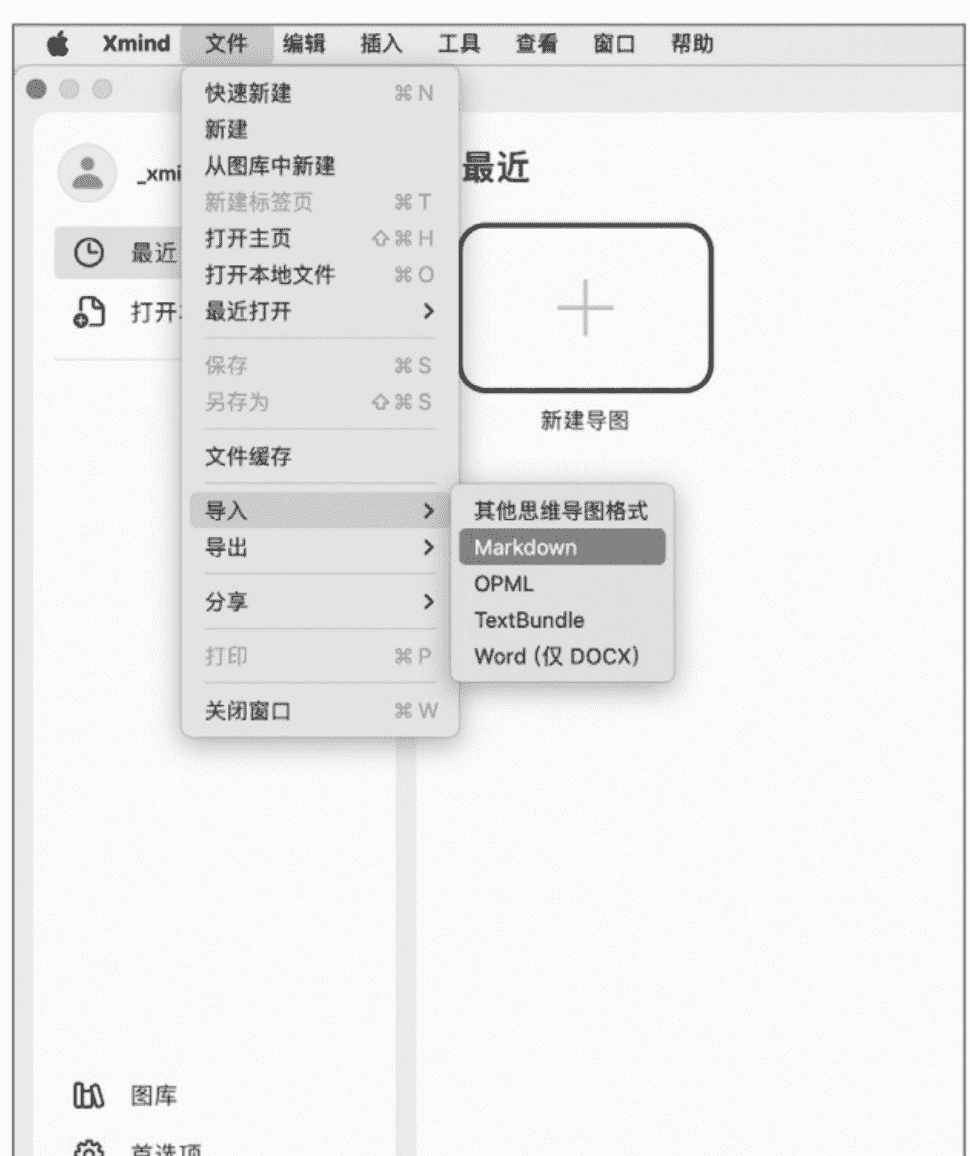 Xmind 文件 编辑 插入 工具 查看 窗口 帮助
快速新建 ⌘ N
新建
从图库中新建
新建标签页 ⌘ T
打开主页 ⇧ ⌘ H
打开本地文件 ⌘ O
最近打开
保存 ⌘ S
另存为 ⇧ ⌘ S
文件缓存
导入
导出
分享
打印 ⌘ P
关闭窗口 ⌘ W
其他思维导图格式
Markdown
OPML
TextBundle
Word (仅 DOCX)
_xmi
最近
打开
最近
新建导图
图库
首选项